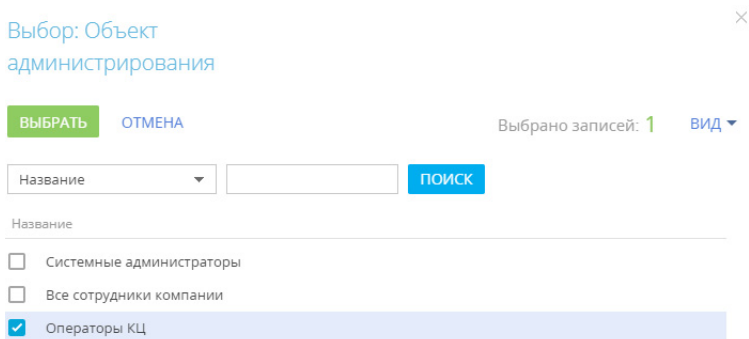 Выбор: Объект
администрирования
ВЫБРАТЬ ОТМЕНА Выбрано записей: 1 ВИД
Название ПОИСК
Название
Системные администраторы
Все сотрудники компании
Операторы КЦ